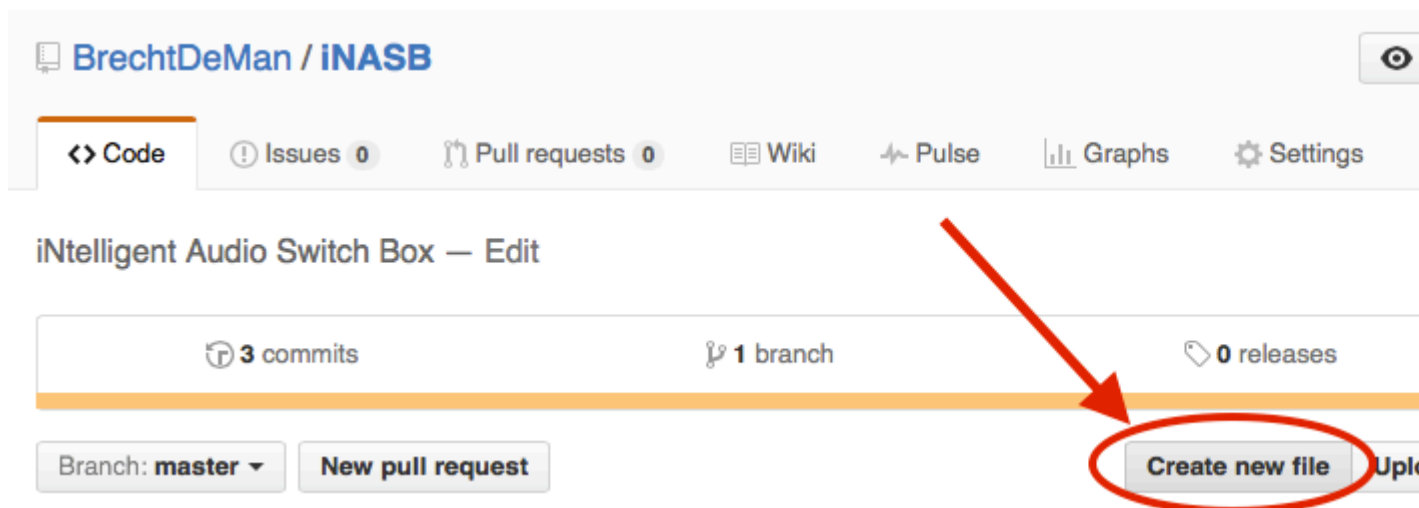 BrechtDeMan / iNASB
Code Issues 0 Pull requests 0 Wiki Pulse Graphs Settings
iNtelligent Audio Switch Box — Edit
3 commits 1 branch 0 releases
Branch: master New pull request Create new file Uplo